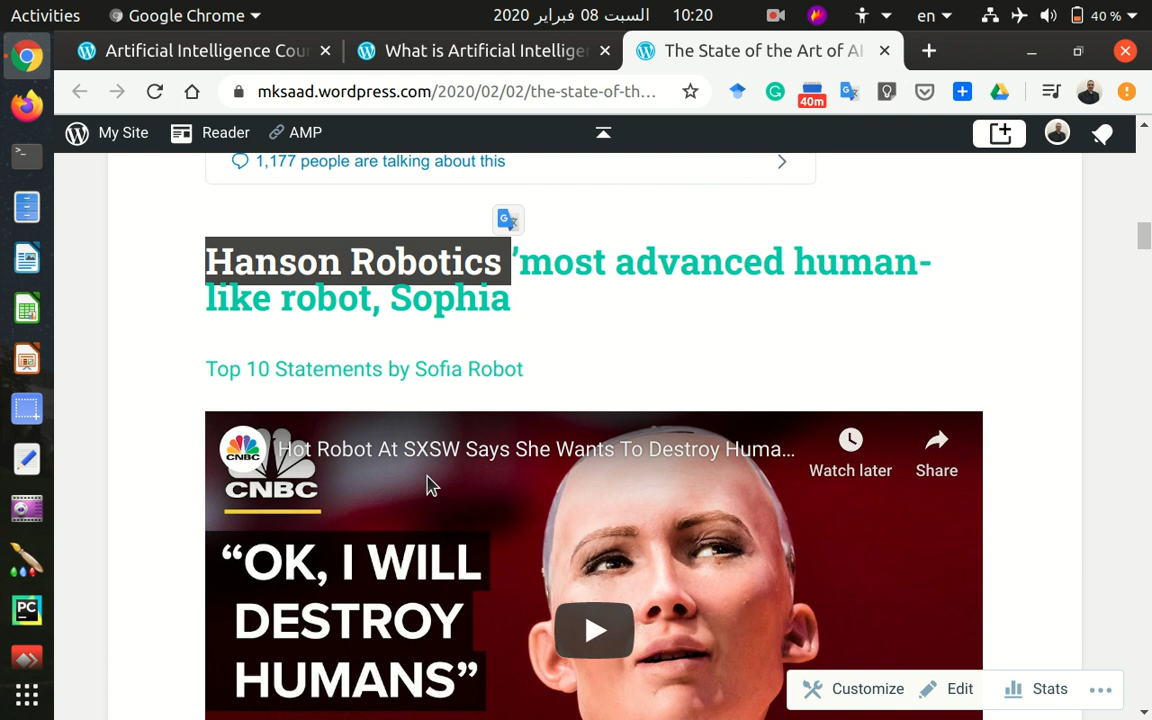 Activities
Google Chrome
السبت 08 فبراير 2020
10:20
en
40 %
Artificial Intelligence Cour
What is Artificial Intelliger
The State of the Art of AI
mksaad.wordpress.com/2020/02/02/the-state-of-th...
40m
My Site
Reader
AMP
1,177 people are talking about this
Hanson Robotics ’most advanced human-
like robot, Sophia
Top 10 Statements by Sofia Robot
CNBC
Hot Robot At SXSW Says She Wants To Destroy Huma...
Watch later
Share
CNBC
“OK, I WILL
DESTROY
HUMANS”
Customize
Edit
Stats
PC